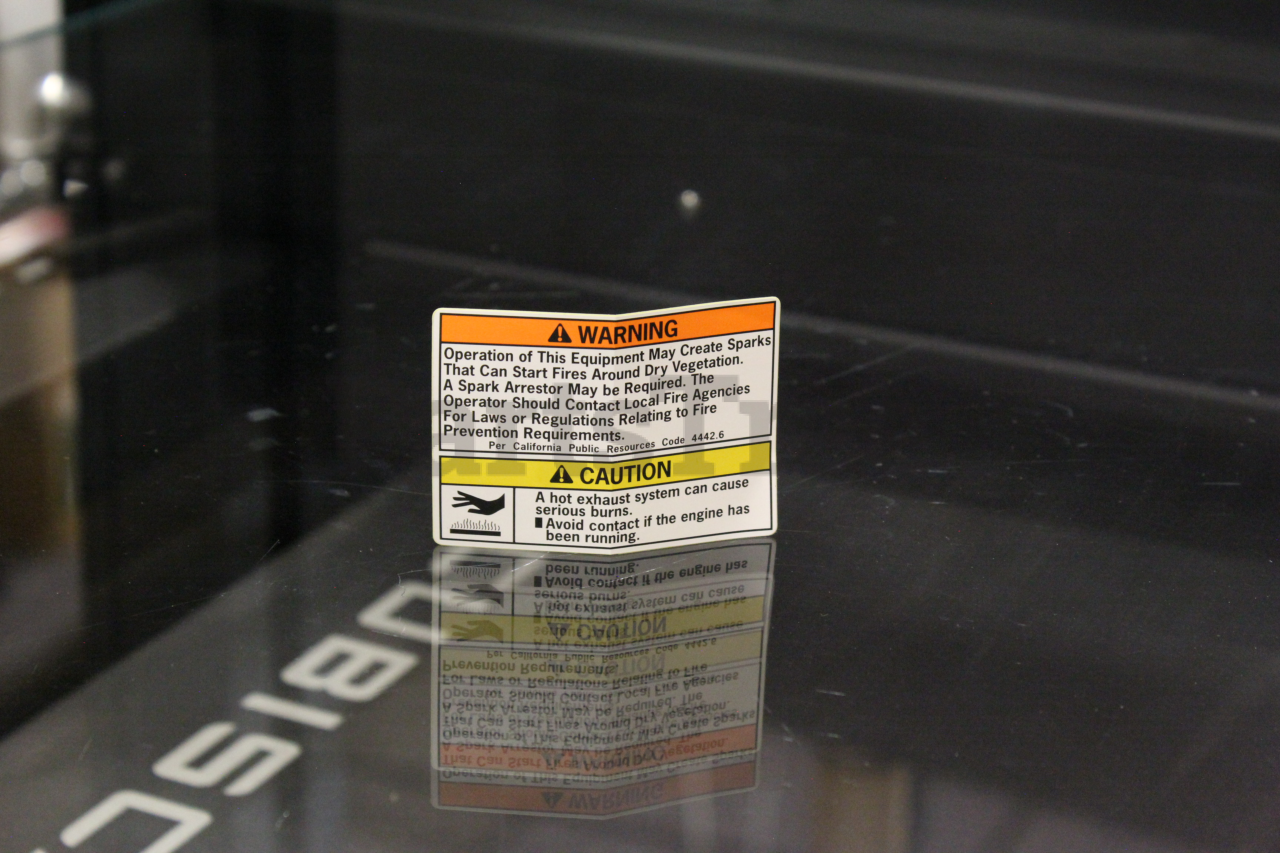 WARNING
Operation of This Equipment May Create Sparks
That Can Start Fires Around Dry Vegetation.
A Spark Arrestor May be Required. The
Operator Should Contact Local Fire Agencies
For Laws or Regulations Relating to Fire
Prevention Requirements.
Per California Public Resources Code 4442.6
CAUTION
A hot exhaust system can cause
serious burns.
■ Avoid contact if the engine has
been running.